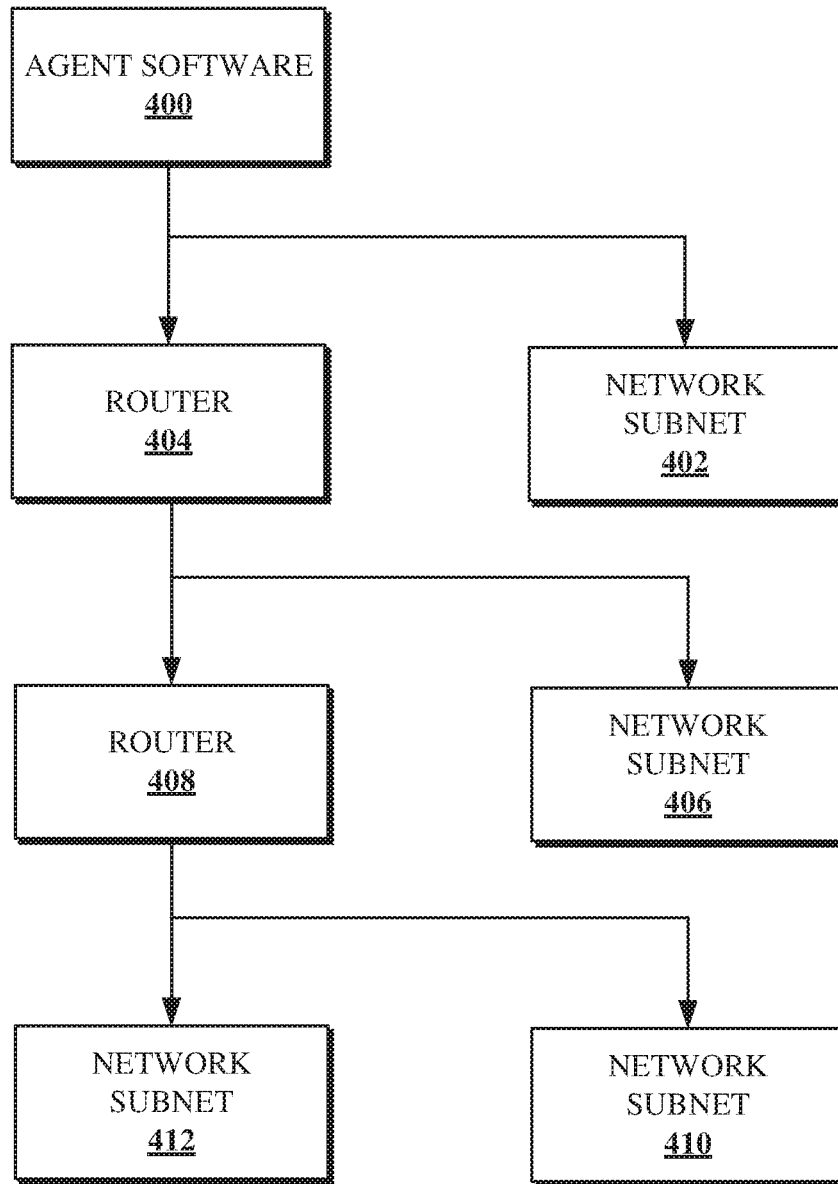 AGENT SOFTWARE
400
ROUTER
404
NETWORK
SUBNET
402
ROUTER
408
NETWORK
SUBNET
406
NETWORK
SUBNET
412
NETWORK
SUBNET
410